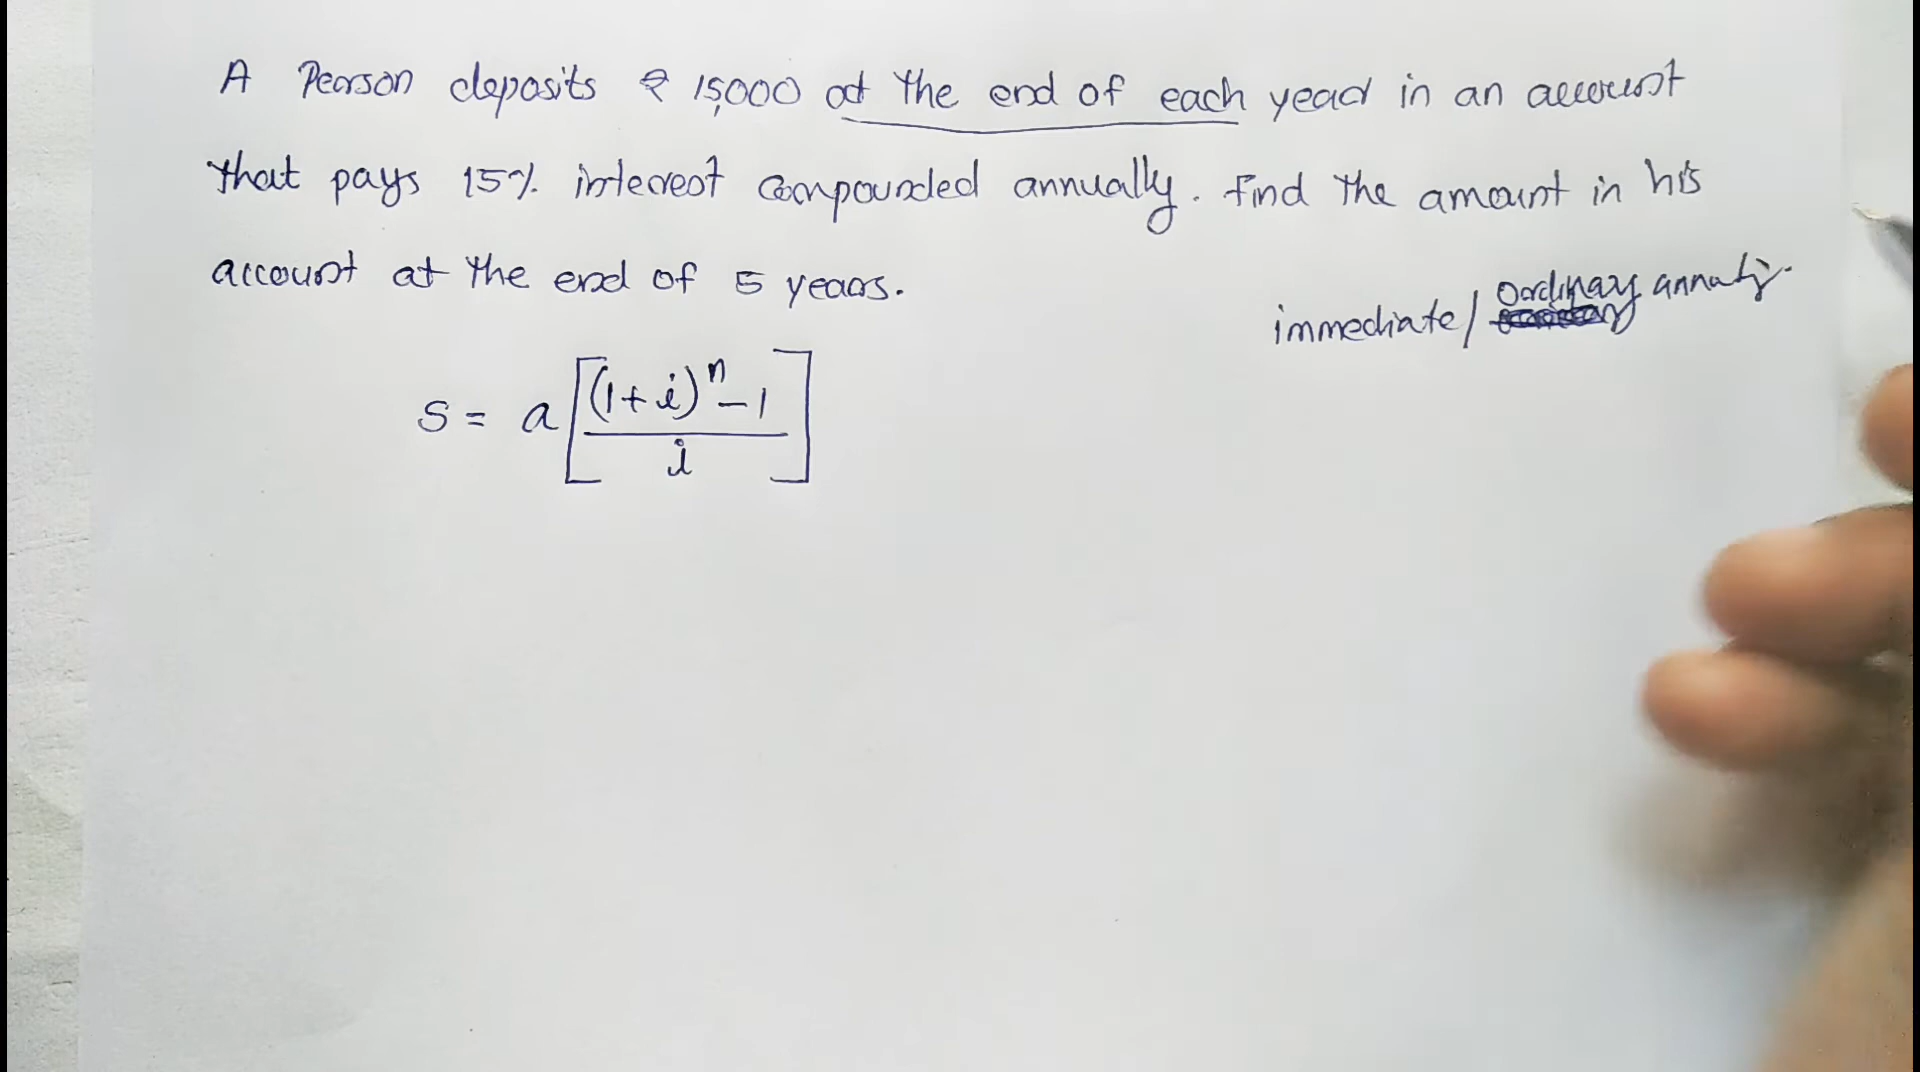 A Person deposits ₹ 15,000 at the end of each year in an account
that pays 15% interest compounded annually. Find the amount in his
account at the end of 5 years.
immediate / Ordinary annuity.
S = a [ (1+i)^n - 1 / i ]